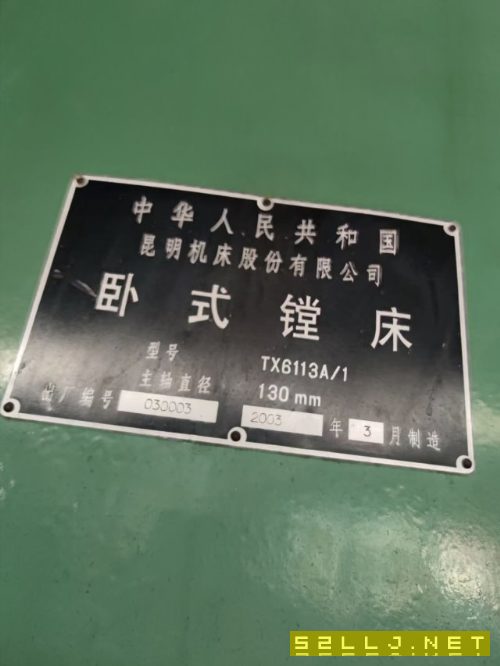 中华人民共和国
昆明机床股份有限公司
卧式镗床
型号 TX6113A/1
主轴直径 130 mm
出厂编号 030003 2003 年 3 月制造
52LLJ.NET